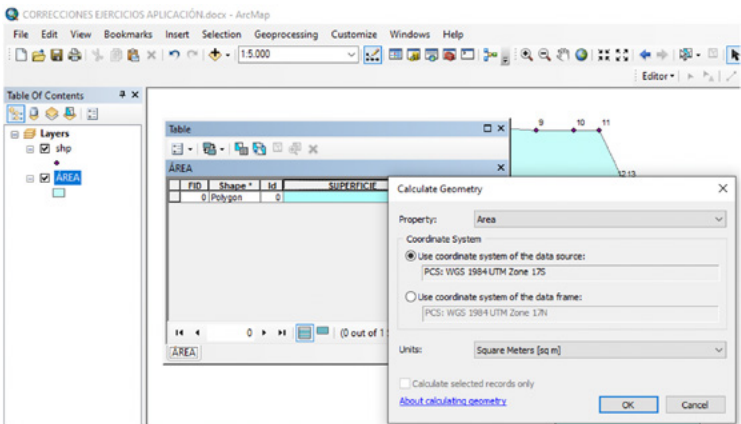 CORRECCIONES EJERCICIOS APLICACIÓN.docx - ArcMap
File Edit View Bookmarks Insert Selection Geoprocessing Customize Windows Help
1:5.000
Editor
Table Of Contents
Layers
shp
ÁREA
Table
ÁREA
FID Shape * Id SUPERFICIE
0 Polygon 0
0
(0 out of 1
ÁREA
9 10 11
12 13
Calculate Geometry
Property: Area
Coordinate System
Use coordinate system of the data source:
PCS: WGS 1984 UTM Zone 17S
Use coordinate system of the data frame:
PCS: WGS 1984 UTM Zone 17N
Units: Square Meters [sq m]
Calculate selected records only
About calculating geometry
OK Cancel